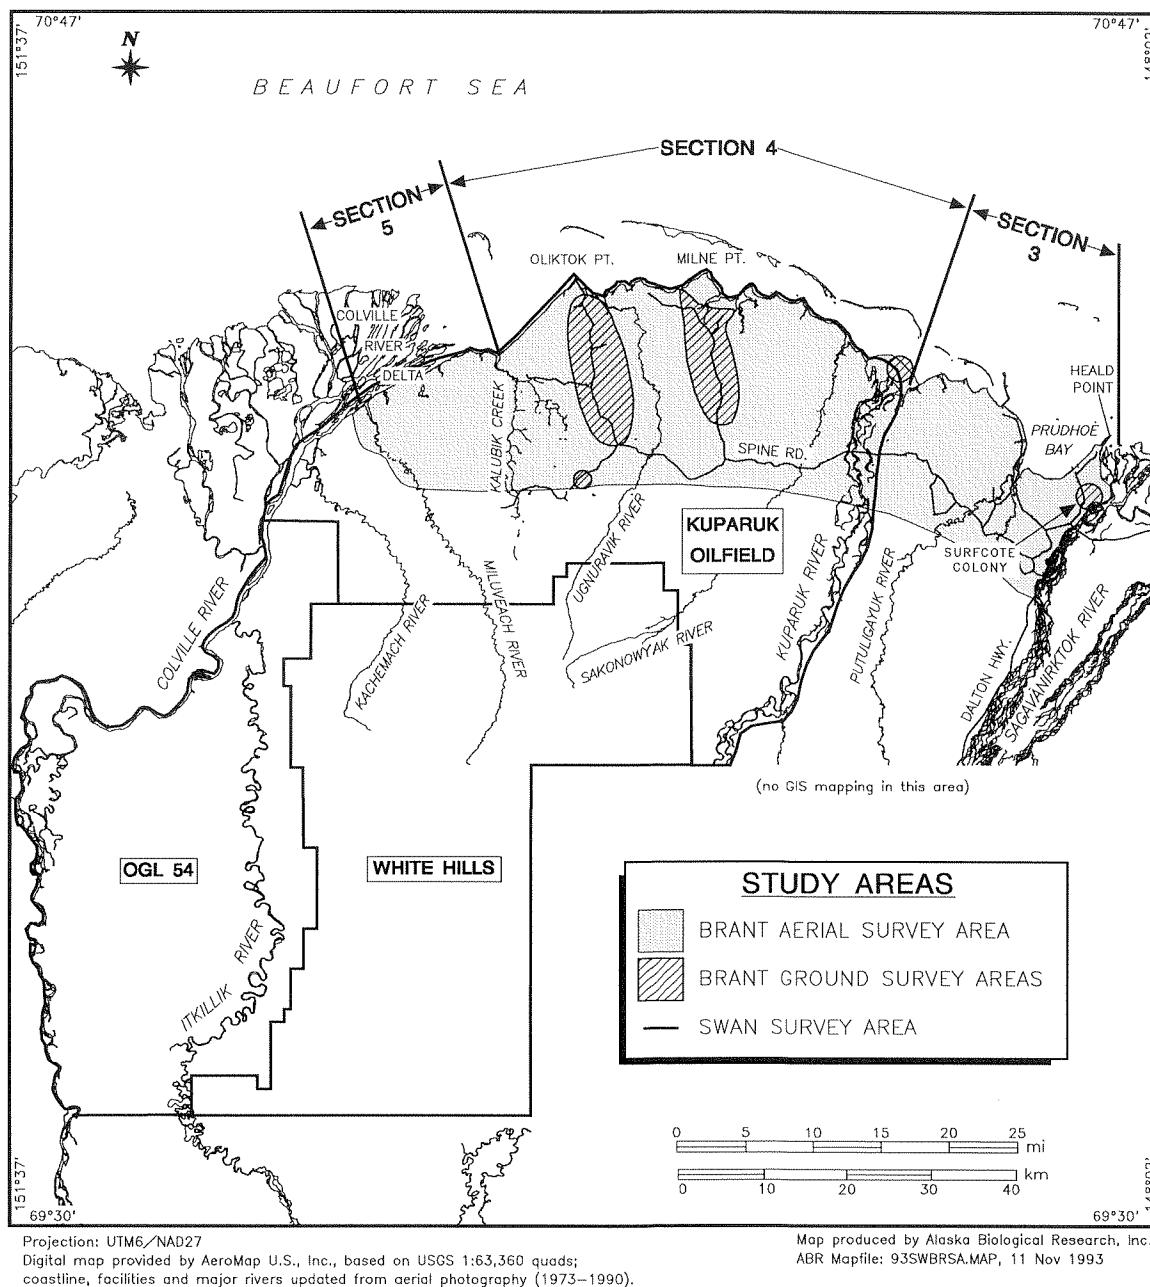 70°47'
70°47'
151°37'
N
BEAUFORT SEA
SECTION 4
SECTION
5
SECTION
3
OLIKTOK PT.
MILNE PT.
COLVILLE
RIVER
DELTA
HEALD
POINT
KALUBIK CREEK
PRUDHOE
BAY
SPINE RD.
KUPARUK
OILFIELD
SURFCOTE
COLONY
COLVILLE RIVER
KACHEMACH RIVER
MILUVEACH RIVER
UGNURAVIK RIVER
SAKONOWYAK RIVER
KUPARUK RIVER
PUTULIGAYUK RIVER
DALTON HWY.
SAGAVANIRKTOK RIVER
(no GIS mapping in this area)
OGL 54
WHITE HILLS
ITKILLIK RIVER
STUDY AREAS
BRANT AERIAL SURVEY AREA
BRANT GROUND SURVEY AREAS
SWAN SURVEY AREA
0 5 10 15 20 25
mi
km
0 10 20 30 40
151°37'
69°30'
69°30'
Projection: UTM6/NAD27
Digital map provided by AeroMap U.S., Inc., based on USGS 1:63,360 quads;
coastline, facilities and major rivers updated from aerial photography (1973-1990).
Map produced by Alaska Biological Research, Inc.
ABR Mapfile: 93SWBRSA.MAP, 11 Nov 1993